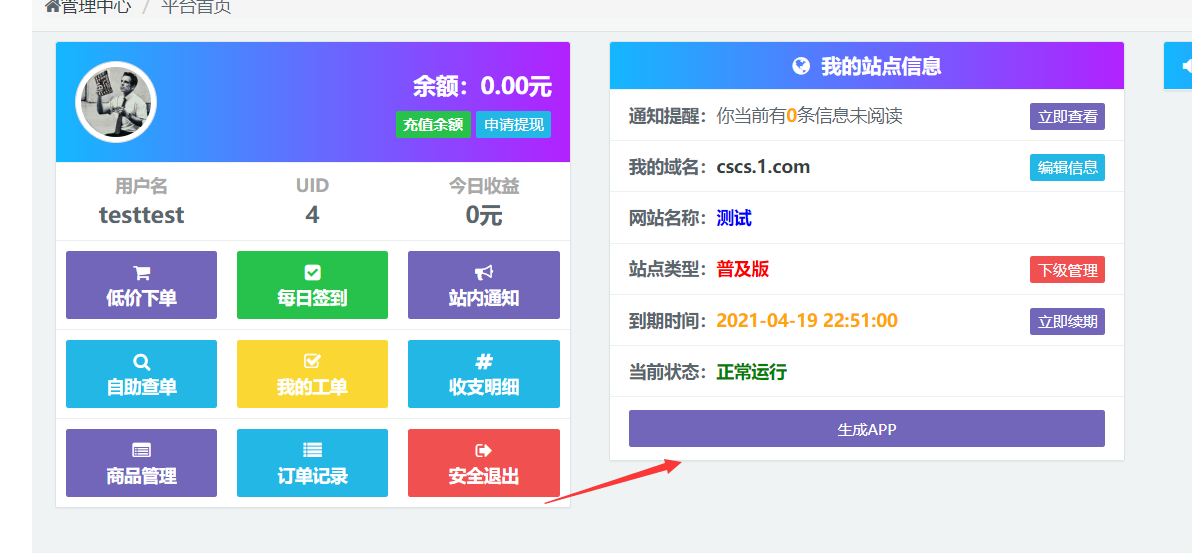 管理中心 / 平台首页
余额：0.00元
充值余额 申请提现
用户名 UID 今日收益
testtest 4 0元
低价下单 每日签到 站内通知
自助查单 我的工单 收支明细
商品管理 订单记录 安全退出
我的站点信息
通知提醒：你当前有0条信息未阅读 立即查看
我的域名：cscs.1.com 编辑信息
网站名称：测试
站点类型：普及版 下级管理
到期时间：2021-04-19 22:51:00 立即续期
当前状态：正常运行
生成APP